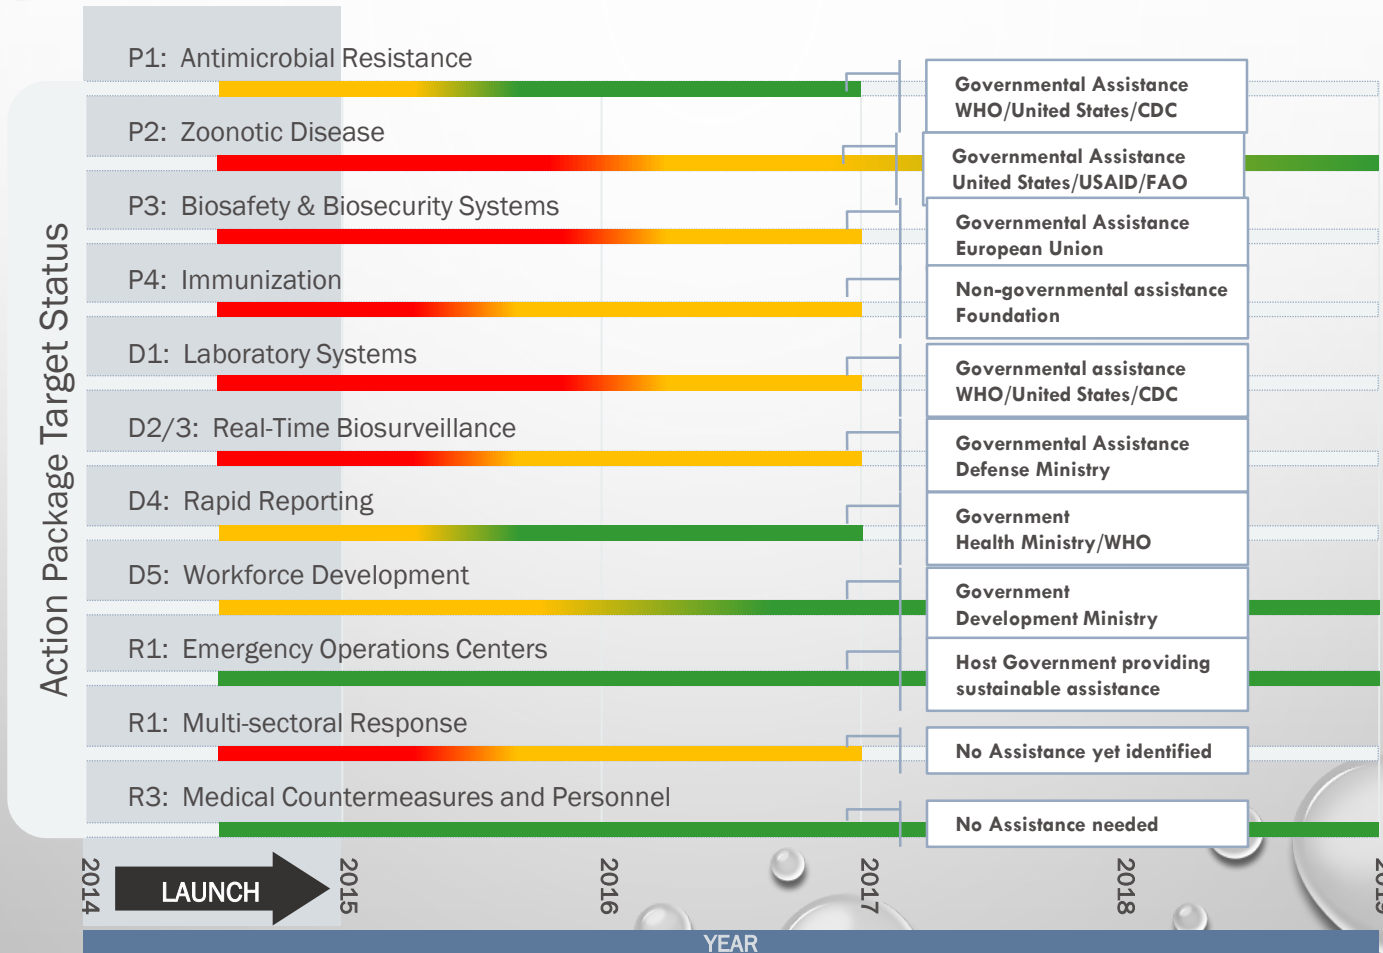 Action Package Target Status
P1: Antimicrobial Resistance
Governmental Assistance
WHO/United States/CDC
P2: Zoonotic Disease
Governmental Assistance
United States/USAID/FAO
P3: Biosafety & Biosecurity Systems
Governmental Assistance
European Union
P4: Immunization
Non-governmental assistance
Foundation
D1: Laboratory Systems
Governmental assistance
WHO/United States/CDC
D2/3: Real-Time Biosurveillance
Governmental Assistance
Defense Ministry
D4: Rapid Reporting
Government
Health Ministry/WHO
D5: Workforce Development
Government
Development Ministry
R1: Emergency Operations Centers
Host Government providing
sustainable assistance
R1: Multi-sectoral Response
No Assistance yet identified
R3: Medical Countermeasures and Personnel
No Assistance needed
2014
LAUNCH
2015
2016
2017
2018
2019
YEAR